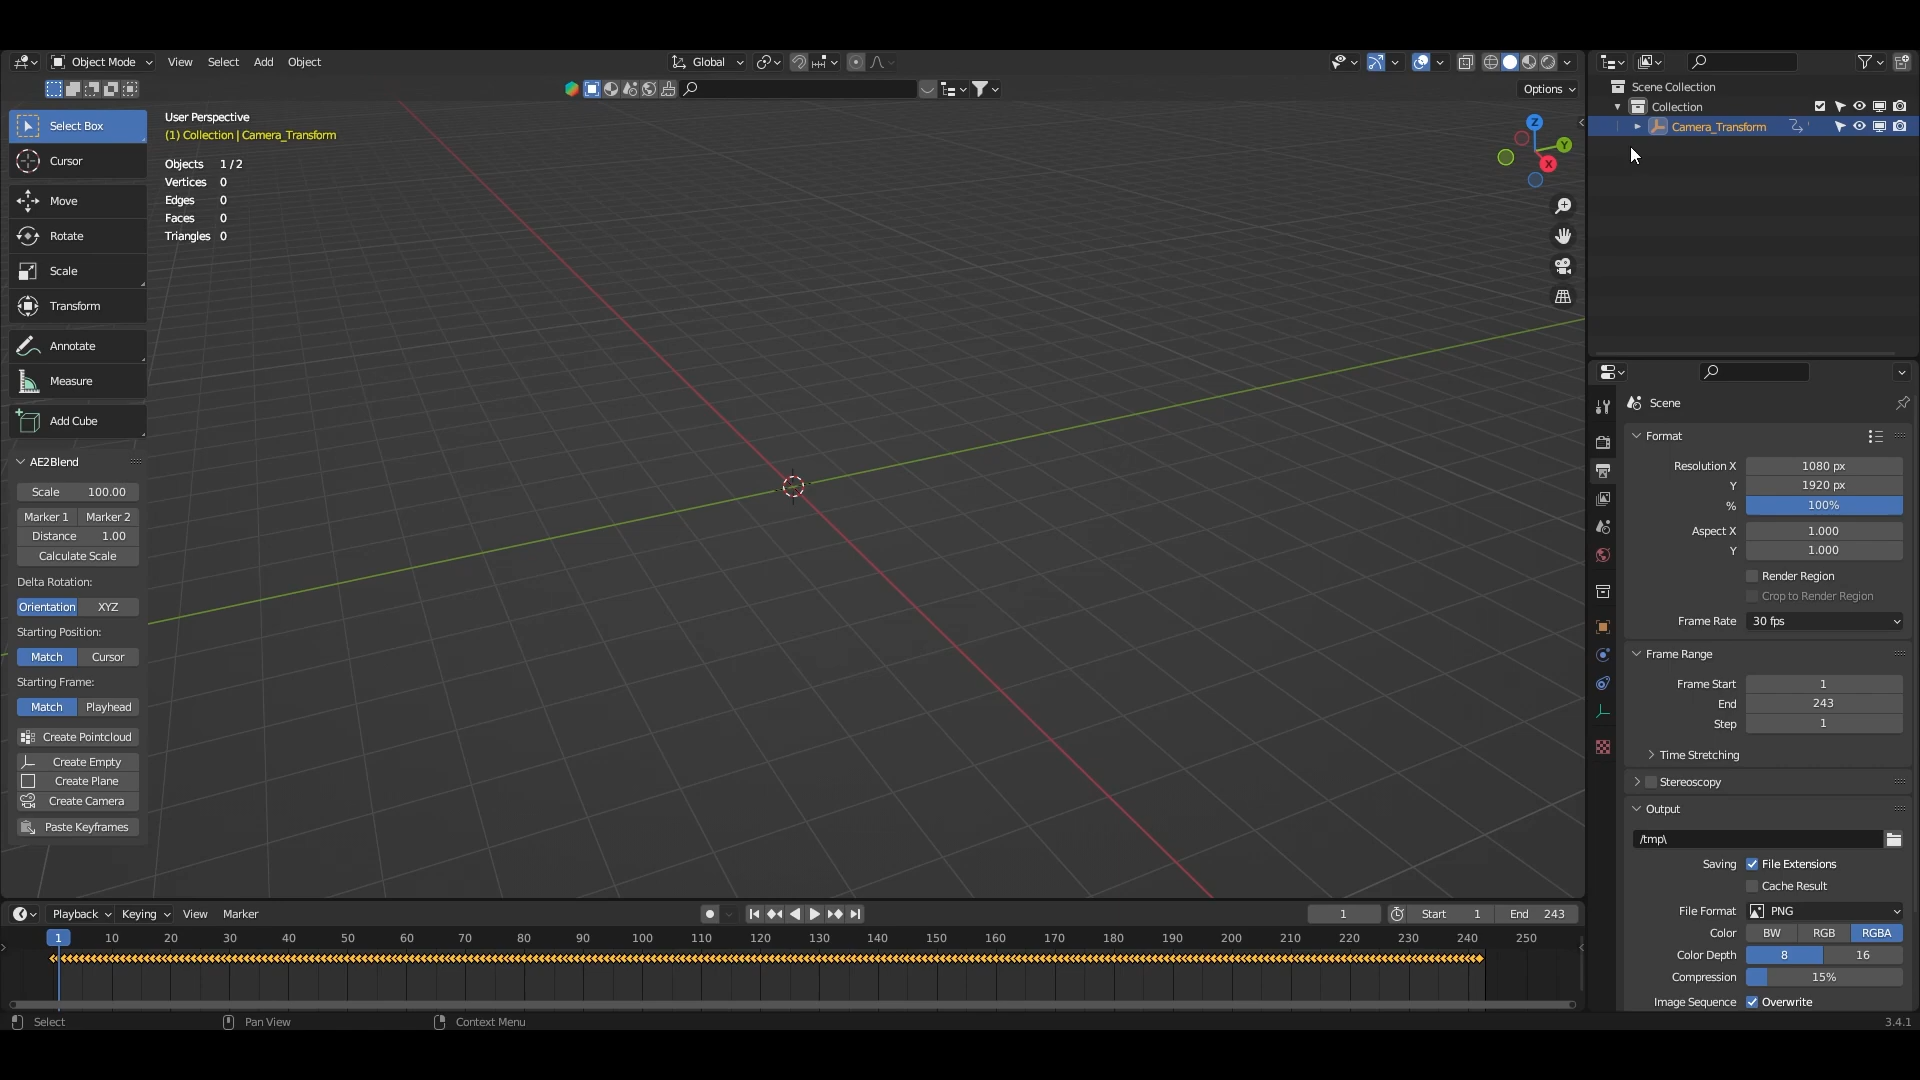 Object Mode View Select Add Object Global
Options
Select Box
Cursor
Move
Rotate
Scale
Transform
Annotate
Measure
Add Cube
User Perspective
(1) Collection | Camera_Transform
Objects 1 / 2
Vertices 0
Edges 0
Faces 0
Triangles 0
Z
Y
X
AE2Blend
Scale 100.00
Marker 1 Marker 2
Distance 1.00
Calculate Scale
Delta Rotation:
Orientation XYZ
Starting Position:
Match Cursor
Starting Frame:
Match Playhead
Create Pointcloud
Create Empty
Create Plane
Create Camera
Paste Keyframes
Scene Collection
Collection
Camera_Transform
Scene
Format
Resolution X 1080 px
Y 1920 px
% 100%
Aspect X 1.000
Y 1.000
Render Region
Crop to Render Region
Frame Rate 30 fps
Frame Range
Frame Start 1
End 243
Step 1
Time Stretching
Stereoscopy
Output
/tmp\
Saving File Extensions
Cache Result
File Format PNG
Color BW RGB RGBA
Color Depth 8 16
Compression 15%
Image Sequence Overwrite
Playback Keying View Marker 1 Start 1 End 243
1 10 20 30 40 50 60 70 80 90 100 110 120 130 140 150 160 170 180 190 200 210 220 230 240 250
Select Pan View Context Menu 3.4.1